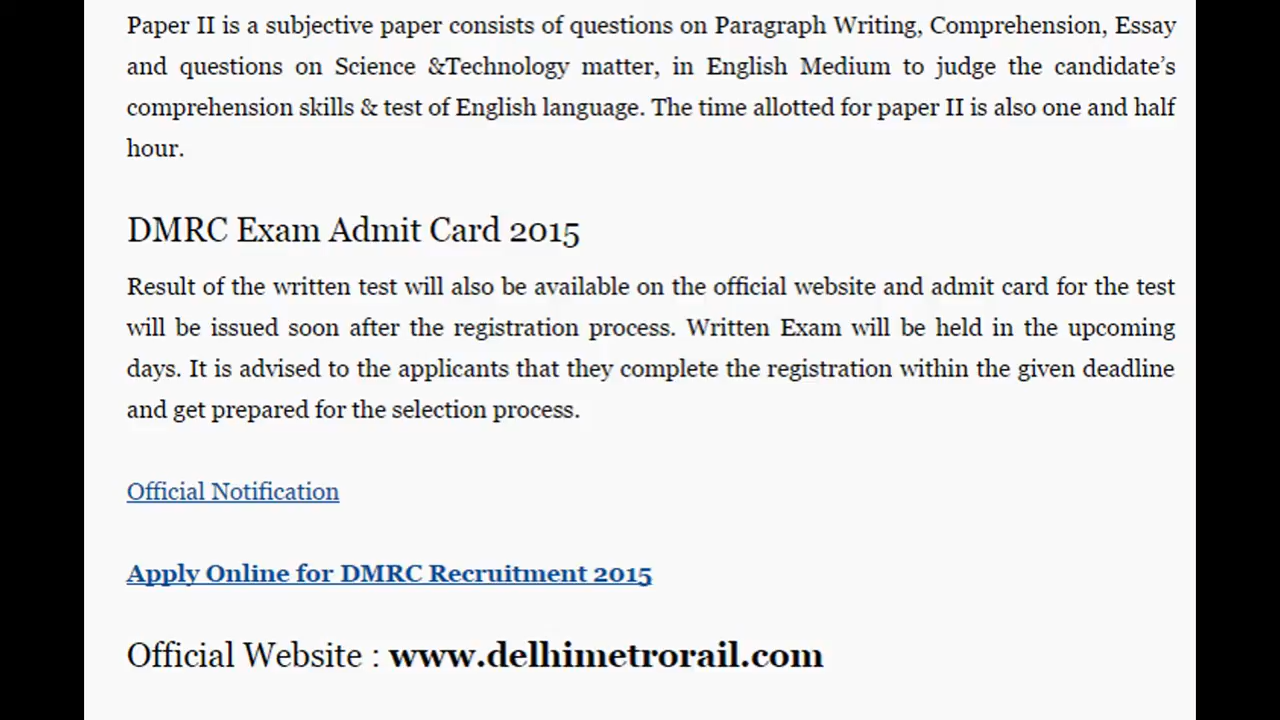 Paper II is a subjective paper consists of questions on Paragraph Writing, Comprehension, Essay
and questions on Science &Technology matter, in English Medium to judge the candidate's
comprehension skills & test of English language. The time allotted for paper II is also one and half
hour.
DMRC Exam Admit Card 2015
Result of the written test will also be available on the official website and admit card for the test
will be issued soon after the registration process. Written Exam will be held in the upcoming
days. It is advised to the applicants that they complete the registration within the given deadline
and get prepared for the selection process.
Official Notification
Apply Online for DMRC Recruitment 2015
Official Website : www.delhimetrorail.com